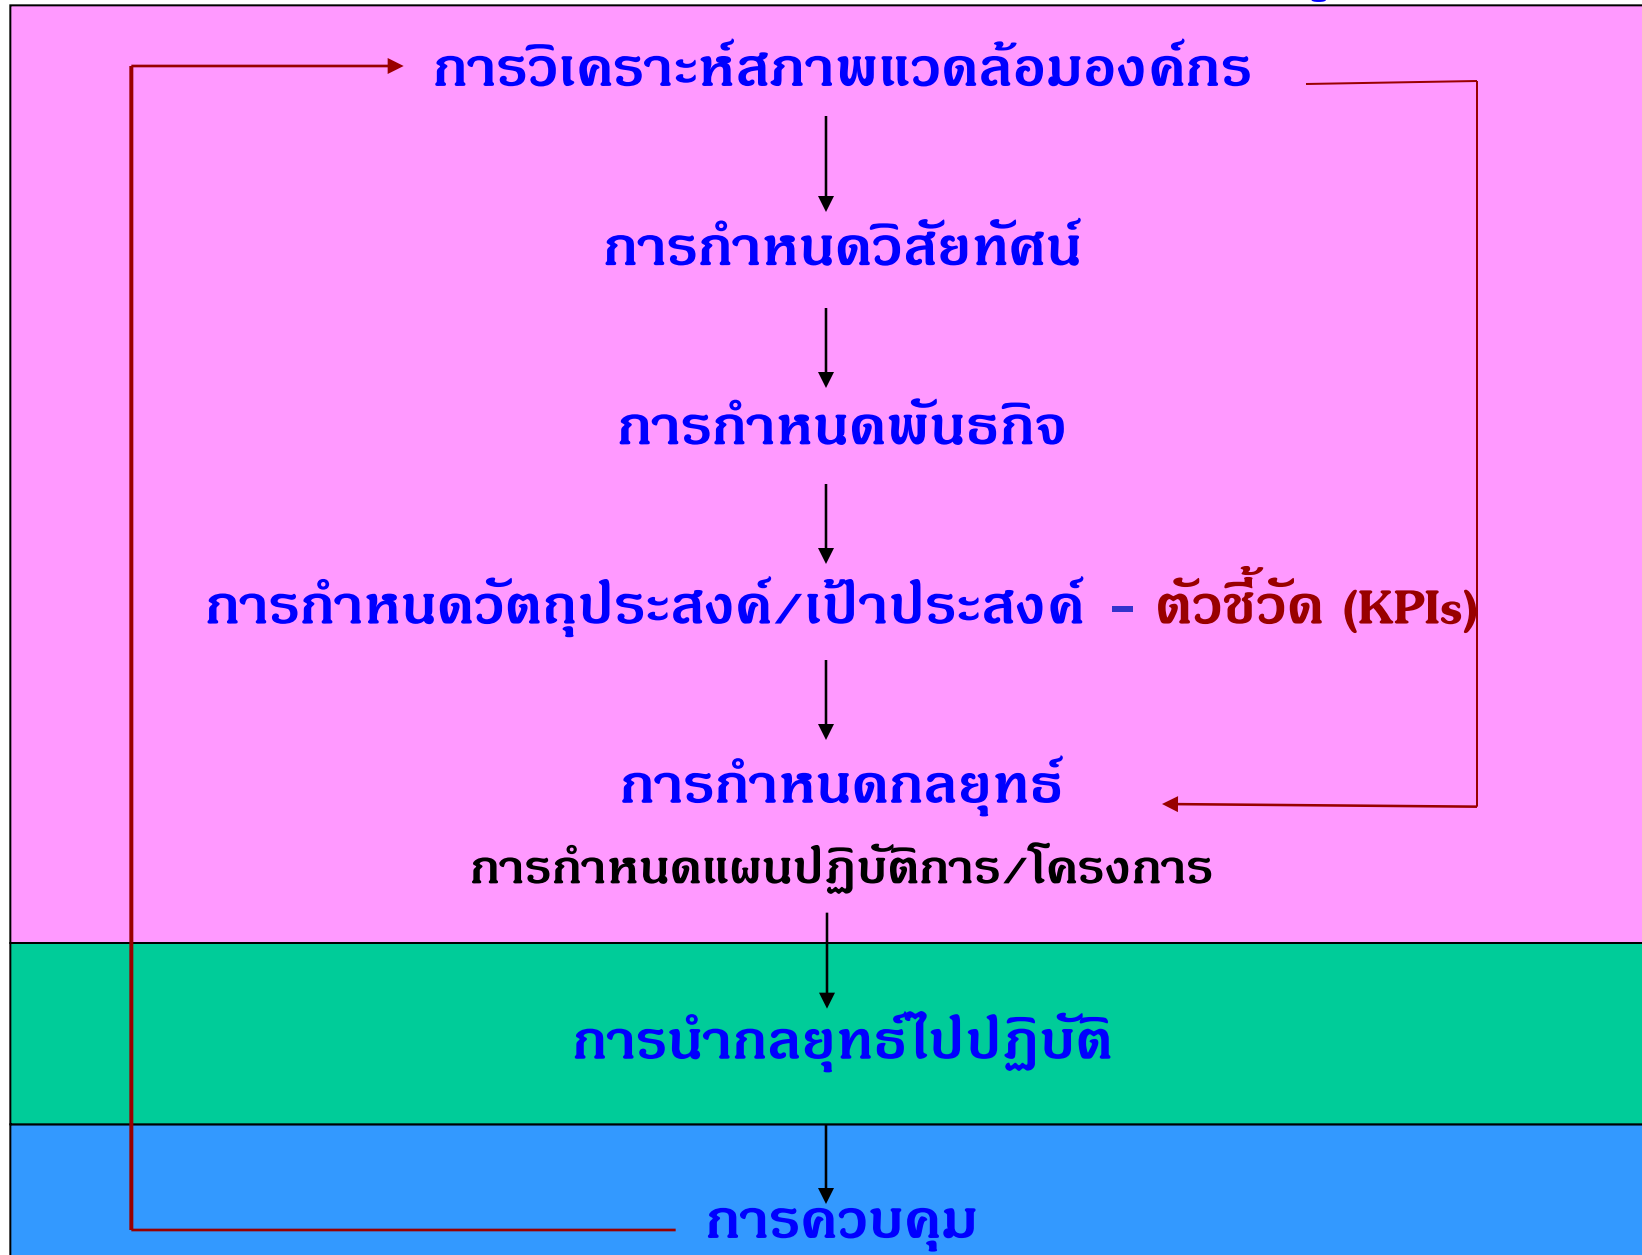 การวิเคราะห์สภาพแวดล้อมองค์กร
การกำหนดวิสัยทัศน์
การกำหนดพันธกิจ
การกำหนดวัตถุประสงค์/เป้าประสงค์ - ตัวชี้วัด (KPIs)
การกำหนดกลยุทธ์
การกำหนดแผนปฏิบัติการ/โครงการ
การนำกลยุทธ์ไปปฏิบัติ
การควบคุม